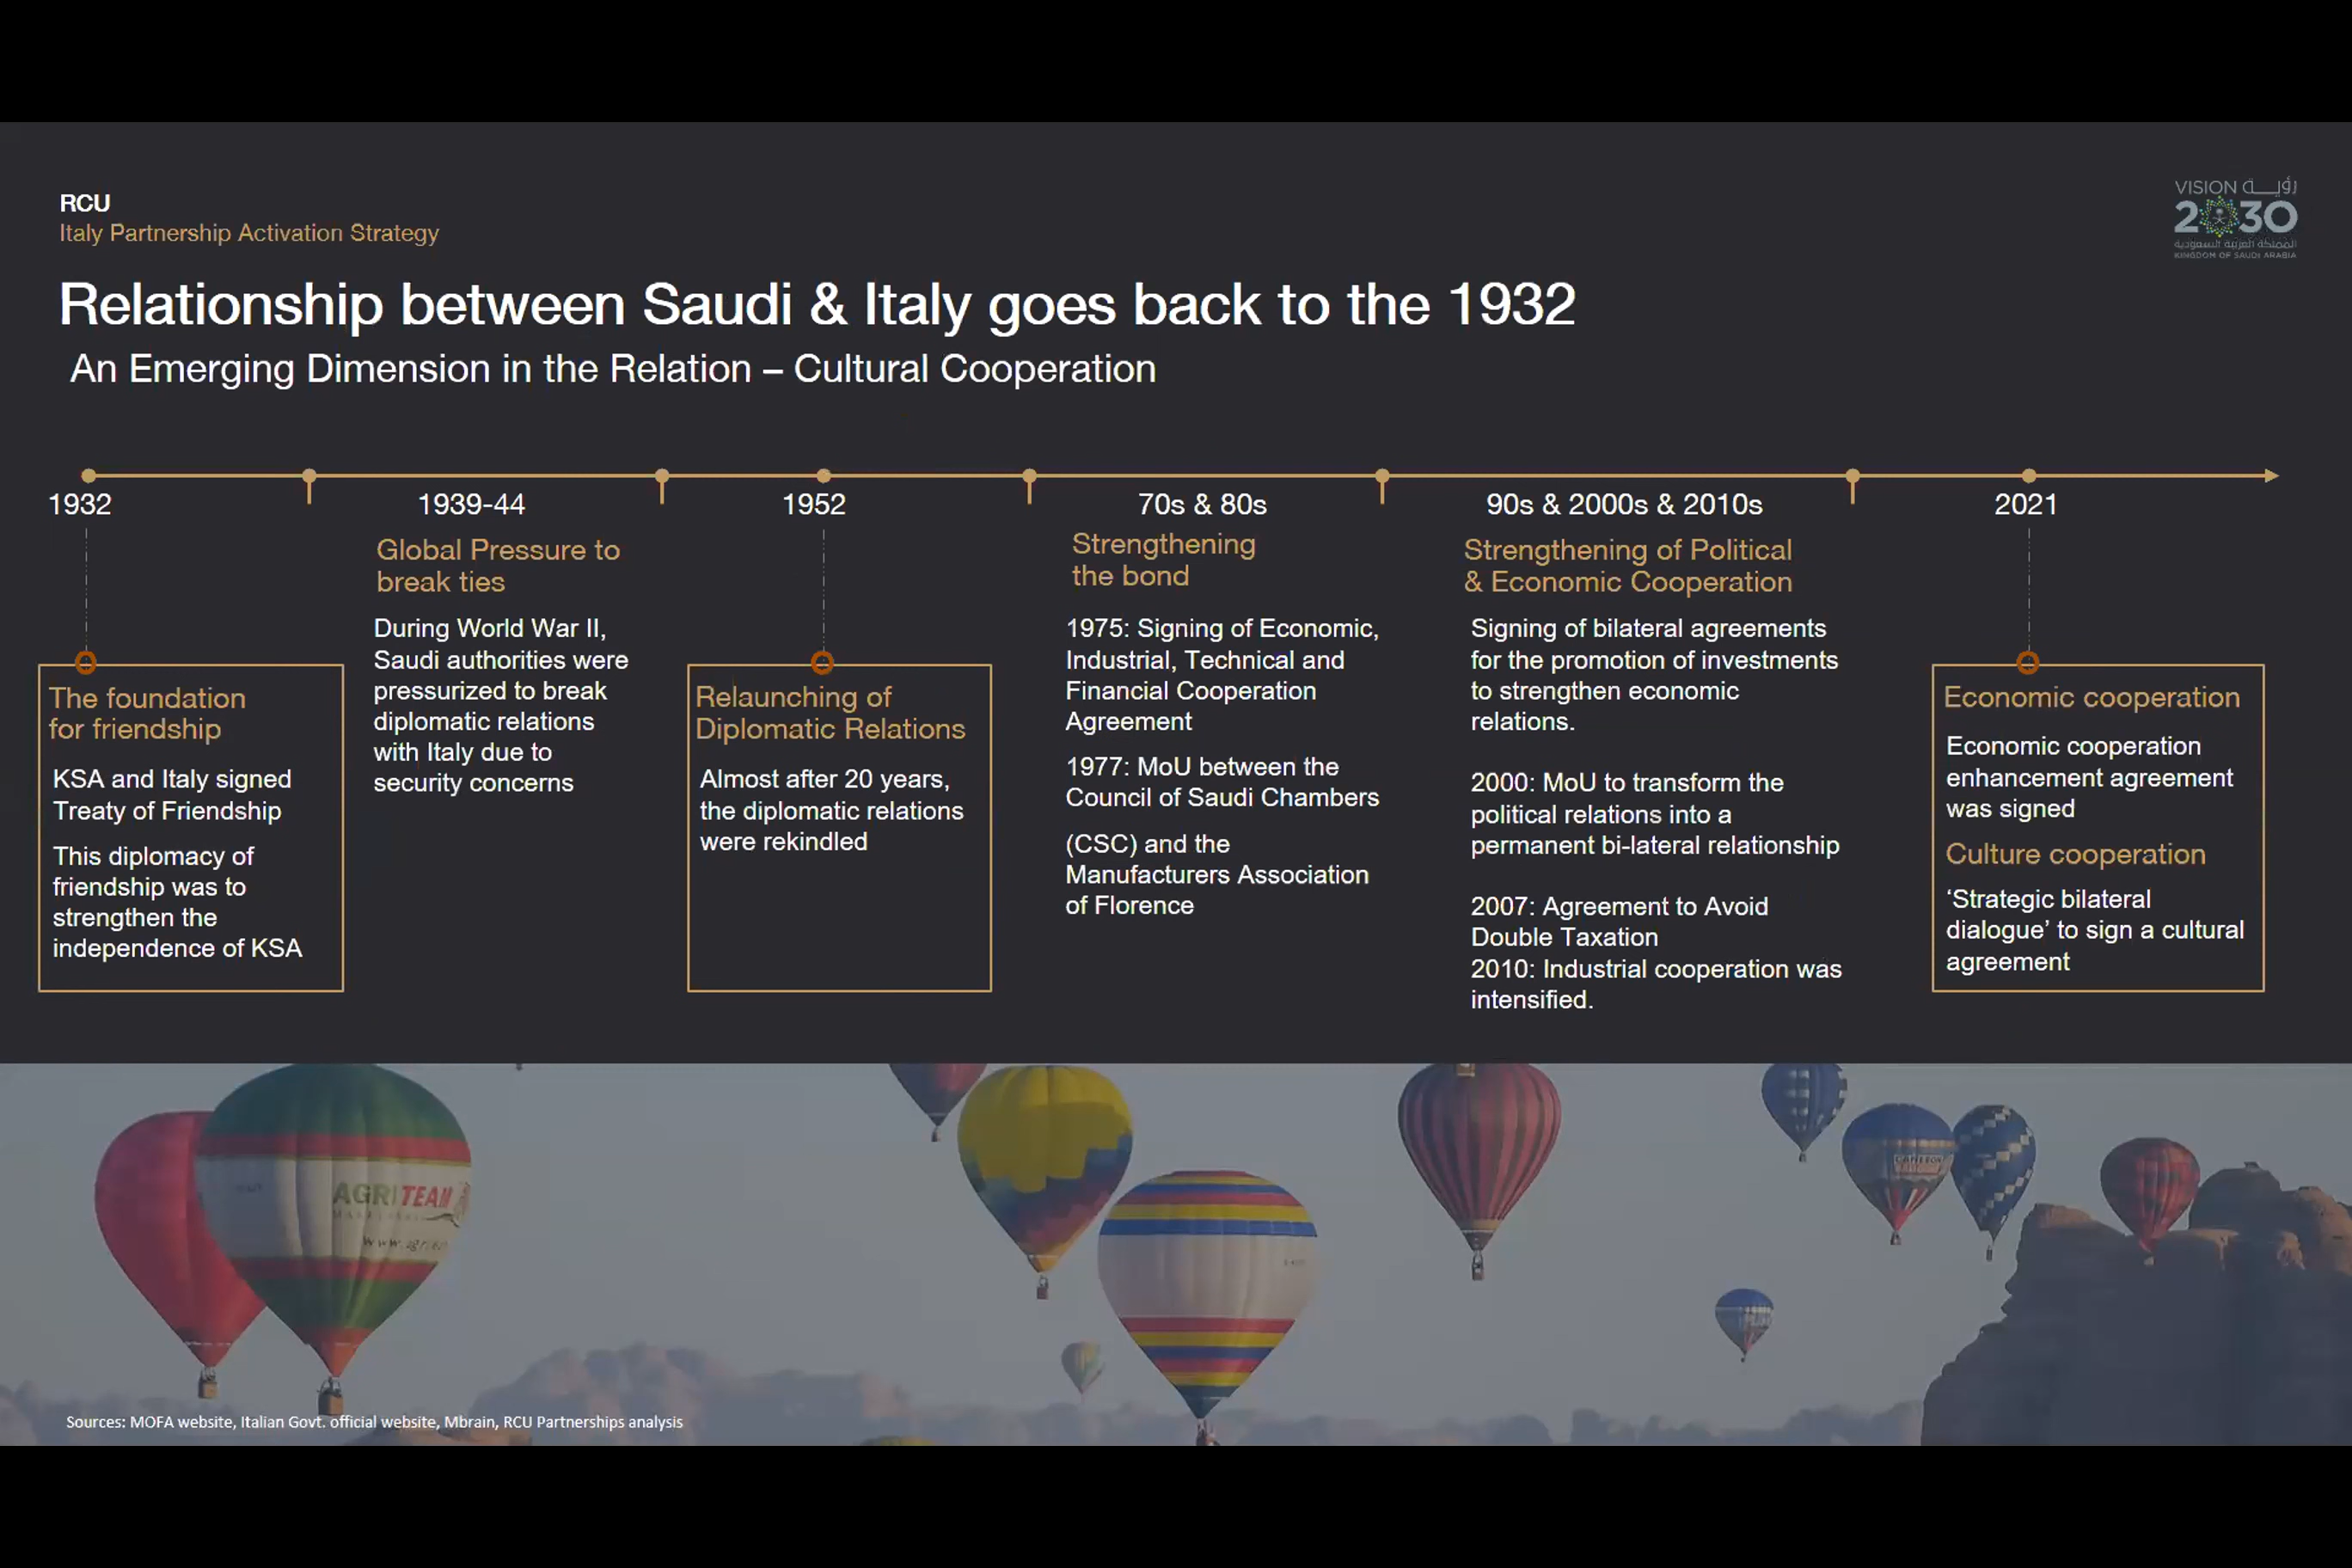 RCU
Italy Partnership Activation Strategy
VISION رؤيـــة
2030
المملكة العربية السعودية
KINGDOM OF SAUDI ARABIA
Relationship between Saudi & Italy goes back to the 1932
An Emerging Dimension in the Relation – Cultural Cooperation
1932
The foundation
for friendship
KSA and Italy signed
Treaty of Friendship
This diplomacy of
friendship was to
strengthen the
independence of KSA
1939-44
Global Pressure to
break ties
During World War II,
Saudi authorities were
pressurized to break
diplomatic relations
with Italy due to
security concerns
1952
Relaunching of
Diplomatic Relations
Almost after 20 years,
the diplomatic relations
were rekindled
70s & 80s
Strengthening
the bond
1975: Signing of Economic,
Industrial, Technical and
Financial Cooperation
Agreement
1977: MoU between the
Council of Saudi Chambers
(CSC) and the
Manufacturers Association
of Florence
90s & 2000s & 2010s
Strengthening of Political
& Economic Cooperation
Signing of bilateral agreements
for the promotion of investments
to strengthen economic
relations.
2000: MoU to transform the
political relations into a
permanent bi-lateral relationship
2007: Agreement to Avoid
Double Taxation
2010: Industrial cooperation was
intensified.
2021
Economic cooperation
Economic cooperation
enhancement agreement
was signed
Culture cooperation
‘Strategic bilateral
dialogue’ to sign a cultural
agreement
AGRITEAM
Sources: MOFA website, Italian Govt. official website, Mbrain, RCU Partnerships analysis